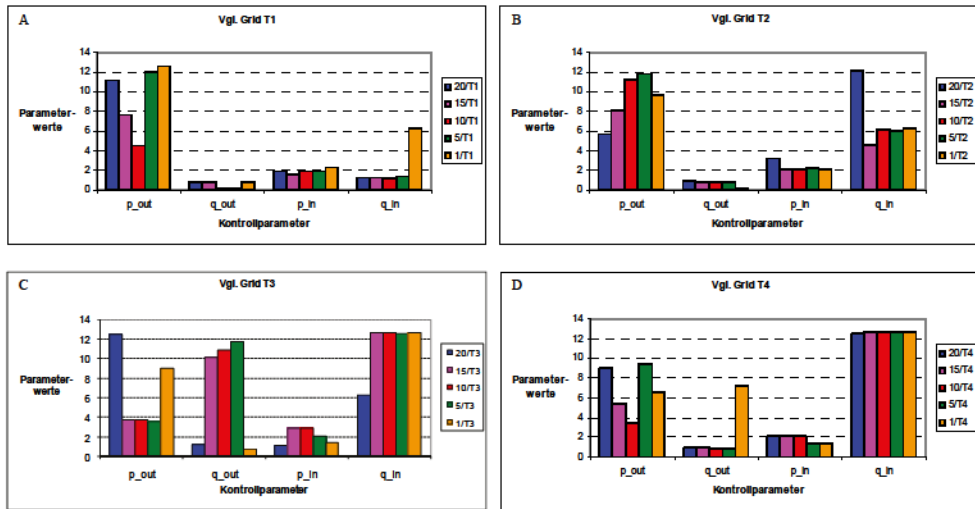 A
Vgl. Grid T1
Parameter-
werte
14
12
10
8
6
4
2
0
p_out
q_out
p_in
q_in
Kontrollparameter
20/T1
15/T1
10/T1
5/T1
1/T1
B
Vgl. Grid T2
Parameter-
werte
14
12
10
8
6
4
2
0
p_out
q_out
p_in
q_in
Kontrollparameter
20/T2
15/T2
10/T2
5/T2
1/T2
C
Vgl. Grid T3
Parameter-
werte
14
12
10
8
6
4
2
0
p_out
q_out
p_in
q_in
Kontrollparameter
20/T3
15/T3
10/T3
5/T3
1/T3
D
Vgl. Grid T4
Parameter-
werte
14
12
10
8
6
4
2
0
p_out
q_out
p_in
q_in
Kontrollparameter
20/T4
15/T4
10/T4
5/T4
1/T4